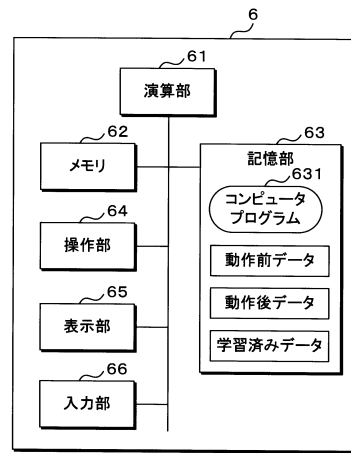 6
61
演算部
62
メモリ
63
記憶部
631
コンピュータ
プログラム
64
操作部
動作前データ
65
表示部
動作後データ
学習済みデータ
66
入力部